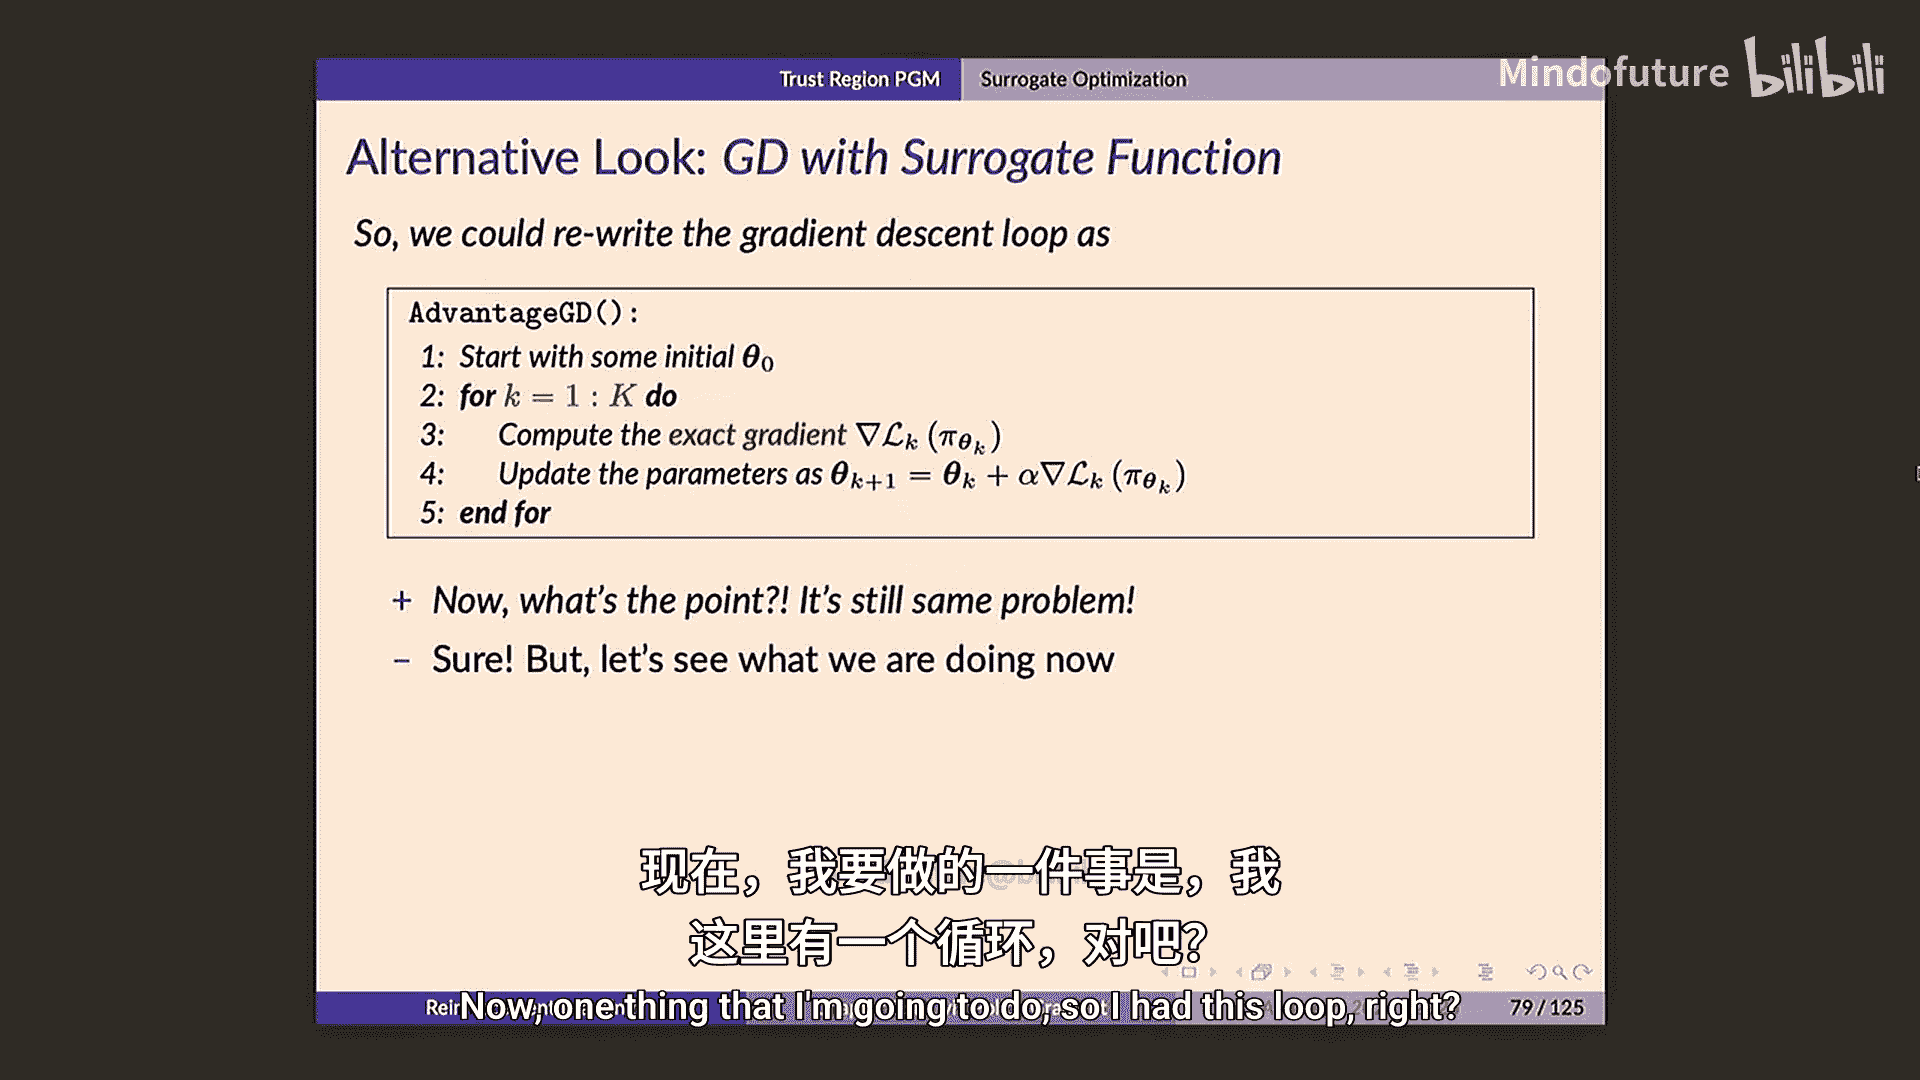 Trust Region PGM Surrogate Optimization
Mindofuture bilibili
Alternative Look: GD with Surrogate Function
So, we could re-write the gradient descent loop as
AdvantageGD():
1: Start with some initial θ₀
2: for k = 1 : K do
3: Compute the exact gradient ∇ℒₖ (π_θₖ)
4: Update the parameters as θₖ₊₁ = θₖ + α∇ℒₖ (π_θₖ)
5: end for
+ Now, what's the point?! It's still same problem!
– Sure! But, let's see what we are doing now
现在，我要做的一件事是，我
这里有一个循环，对吧？
Now, one thing that I'm going to do, so I had this loop, right?
79 / 125